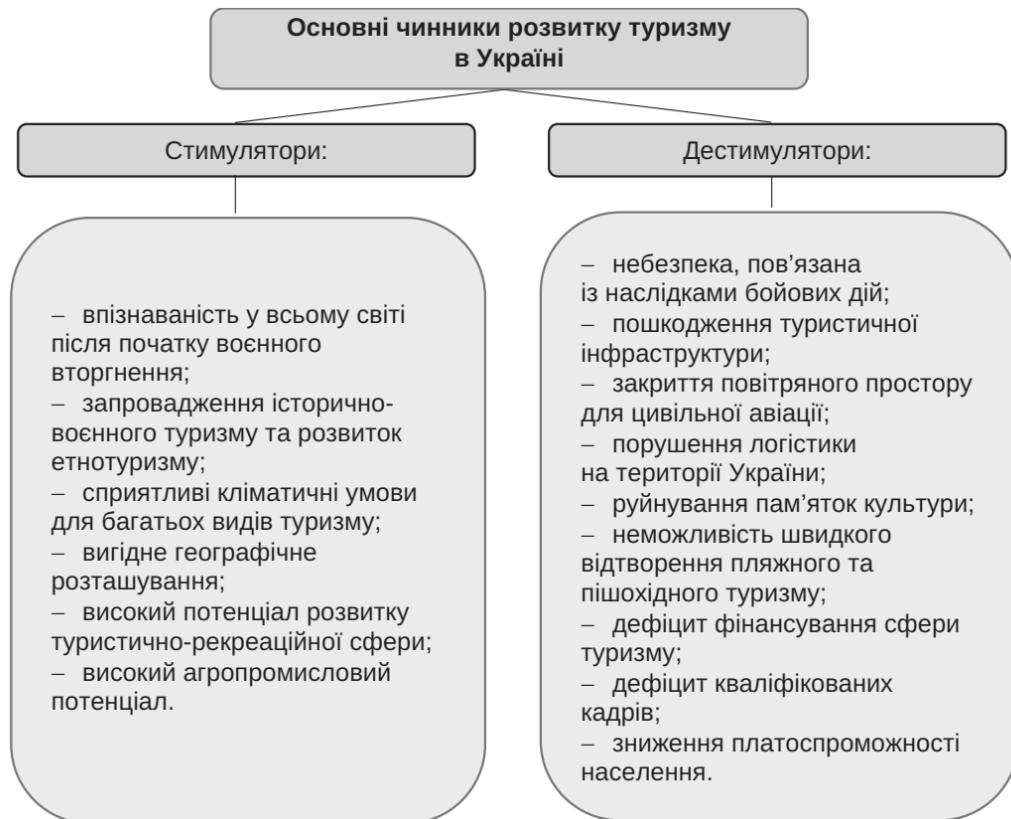 Основні чинники розвитку туризму
в Україні
Стимулятори:
– впізнаваність у всьому світі
після початку воєнного
вторгнення;
– запровадження історично-
воєнного туризму та розвиток
етнотуризму;
– сприятливі кліматичні умови
для багатьох видів туризму;
– вигідне географічне
розташування;
– високий потенціал розвитку
туристично-рекреаційної сфери;
– високий агропромисловий
потенціал.
Дестимулятори:
– небезпека, пов’язана
із наслідками бойових дій;
– пошкодження туристичної
інфраструктури;
– закриття повітряного простору
для цивільної авіації;
– порушення логістики
на території України;
– руйнування пам’яток культури;
– неможливість швидкого
відтворення пляжного та
пішохідного туризму;
– дефіцит фінансування сфери
туризму;
– дефіцит кваліфікованих
кадрів;
– зниження платоспроможності
населення.